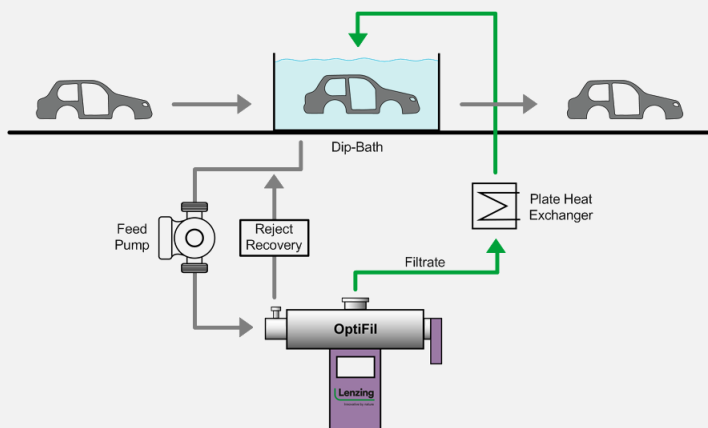 Dip-Bath
Feed
Pump
Reject
Recovery
Plate Heat
Exchanger
Filtrate
OptiFil
Lenzing